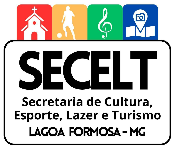 SECELT
Secretaria de Cultura,
Esporte, Lazer e Turismo
LAGOA FORMOSA - MG